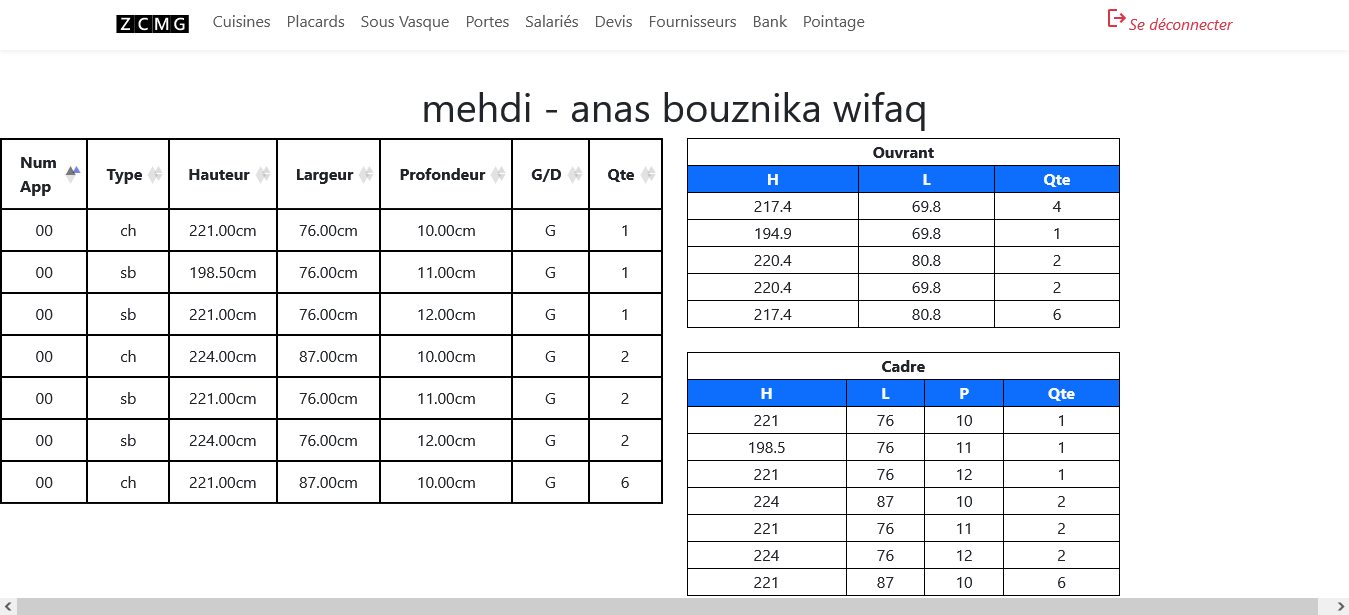 ZCMG Cuisines Placards Sous Vasque Portes Salariés Devis Fournisseurs Bank Pointage Se déconnecter
mehdi - anas bouznika wifaq
Num App Type Hauteur Largeur Profondeur G/D Qte
00 ch 221.00cm 76.00cm 10.00cm G 1
00 sb 198.50cm 76.00cm 11.00cm G 1
00 sb 221.00cm 76.00cm 12.00cm G 1
00 ch 224.00cm 87.00cm 10.00cm G 2
00 sb 221.00cm 76.00cm 11.00cm G 2
00 sb 224.00cm 76.00cm 12.00cm G 2
00 ch 221.00cm 87.00cm 10.00cm G 6
Ouvrant
H L Qte
217.4 69.8 4
194.9 69.8 1
220.4 80.8 2
220.4 69.8 2
217.4 80.8 6
Cadre
H L P Qte
221 76 10 1
198.5 76 11 1
221 76 12 1
224 87 10 2
221 76 11 2
224 76 12 2
221 87 10 6